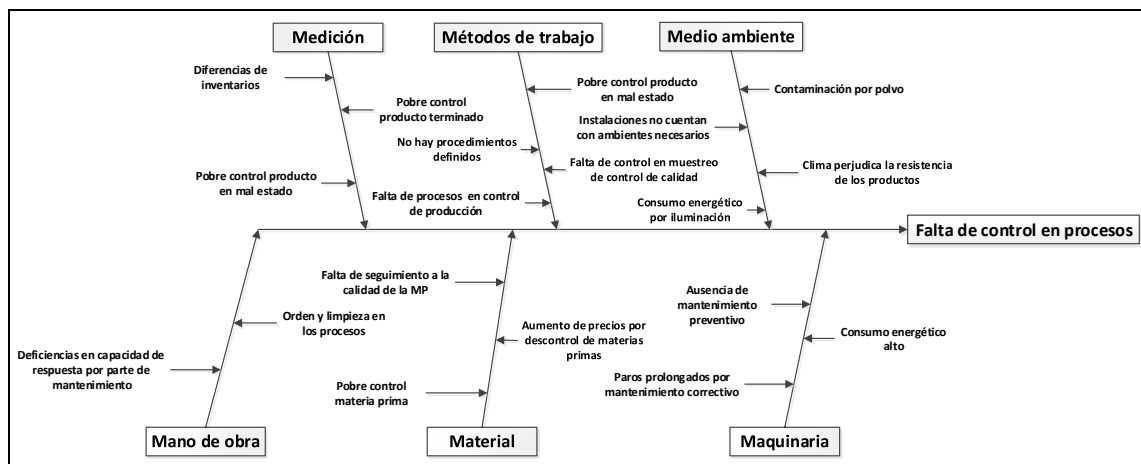 Medición
Métodos de trabajo
Medio ambiente
Diferencias de
inventarios
Pobre control
producto terminado
Pobre control producto
en mal estado
Pobre control producto
en mal estado
No hay procedimientos
definidos
Falta de control en muestreo
de control de calidad
Falta de procesos en control
de producción
Contaminación por polvo
Instalaciones no cuentan
con ambientes necesarios
Clima perjudica la resistencia
de los productos
Consumo energético
por iluminación
Falta de control en procesos
Orden y limpieza en
los procesos
Deficiencias en capacidad de
respuesta por parte de
mantenimiento
Falta de seguimiento a la
calidad de la MP
Aumento de precios por
descontrol de materias
primas
Pobre control
materia prima
Ausencia de
mantenimiento
preventivo
Consumo energético
alto
Paros prolongados por
mantenimiento correctivo
Mano de obra
Material
Maquinaria